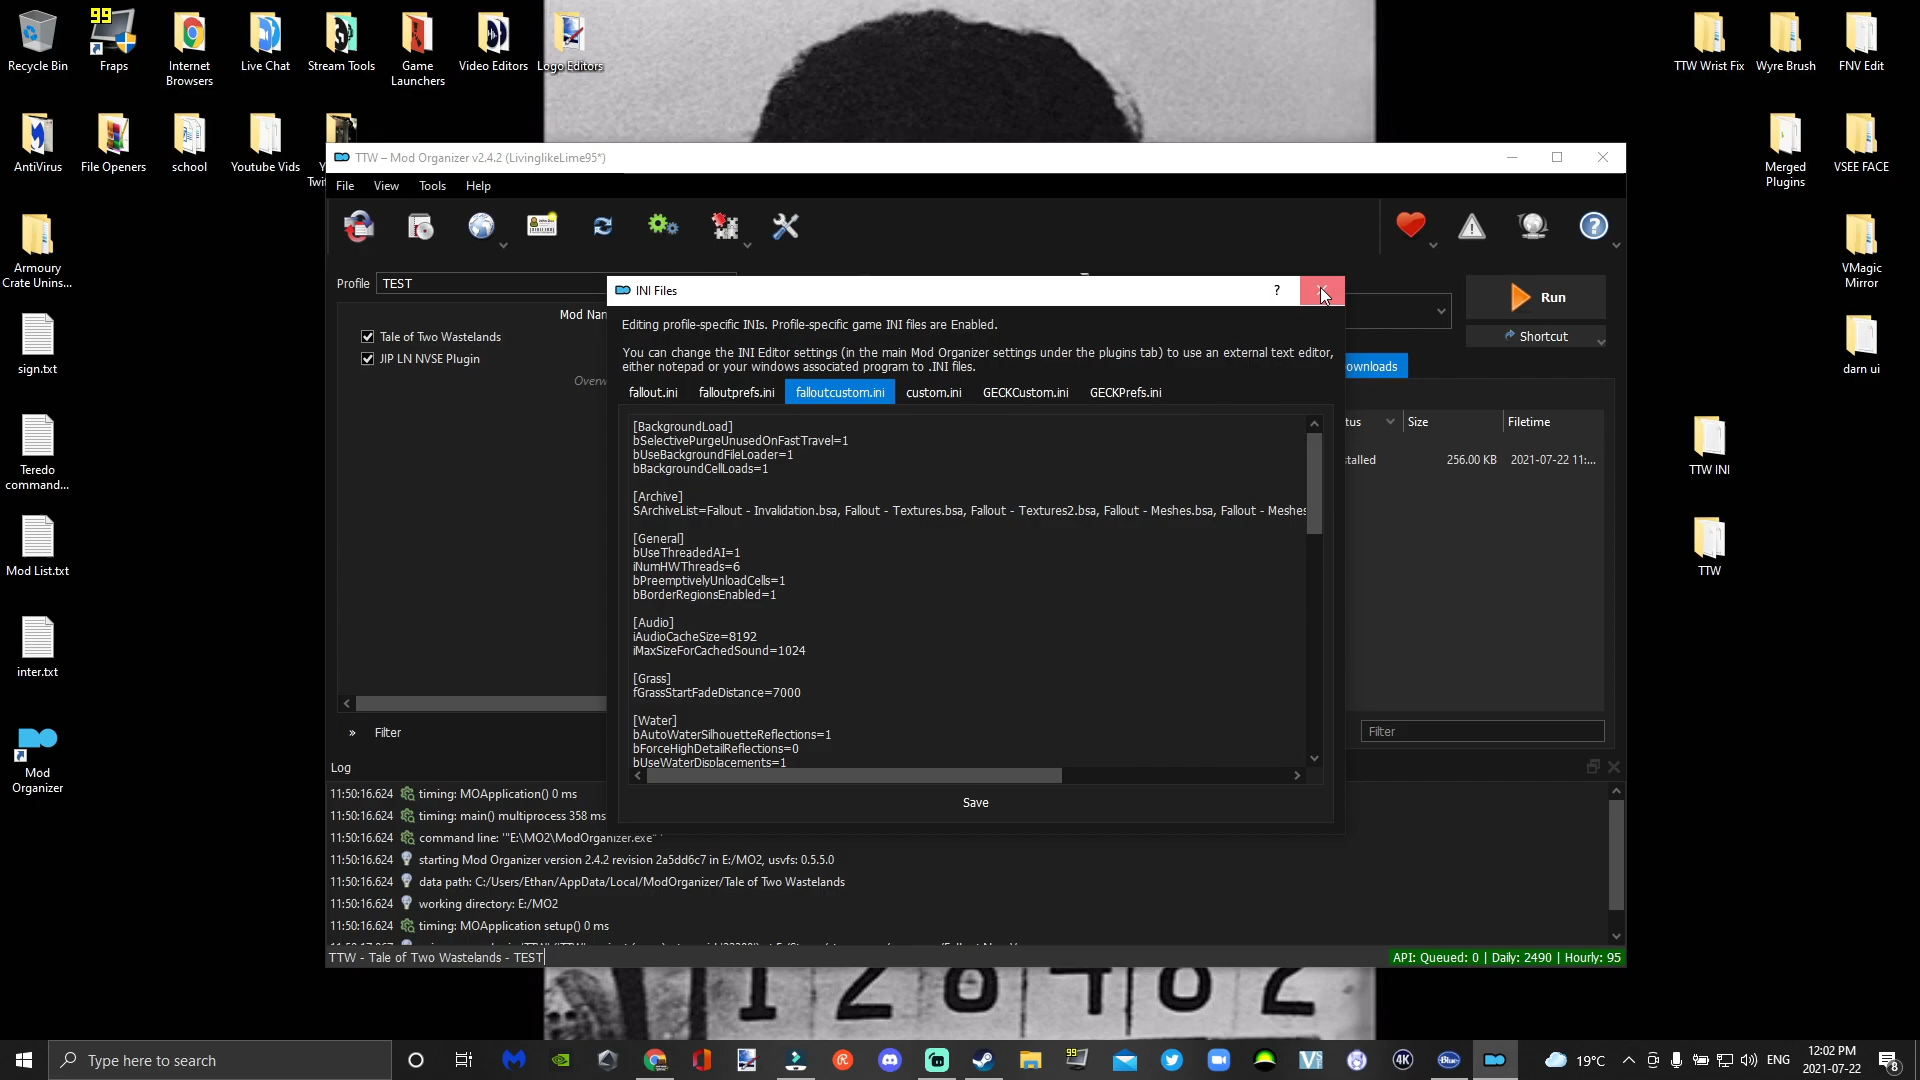 99
Recycle Bin
Fraps
Internet Browsers
Live Chat
Stream Tools
Game Launchers
Video Editors
Logo Editors
TTW Wrist Fix
Wyre Brush
FNV Edit
AntiVirus
File Openers
school
Youtube Vids
Merged Plugins
VSEE FACE
Armoury Crate Unins...
sign.txt
Teredo command...
Mod List.txt
inter.txt
Mod Organizer
VMagic Mirror
darn ui
TTW INI
TTW
TTW – Mod Organizer v2.4.2 (LivinglikeLime95*)
File View Tools Help
Profile TEST
Run
Shortcut
Mod Nam
Tale of Two Wastelands
JIP LN NVSE Plugin
Overw
ownloads
tus Size Filetime
stalled 256.00 KB 2021-07-22 11:...
INI Files
?
Editing profile-specific INIs. Profile-specific game INI files are Enabled.
You can change the INI Editor settings (in the main Mod Organizer settings under the plugins tab) to use an external text editor,
either notepad or your windows associated program to .INI files.
fallout.ini falloutprefs.ini falloutcustom.ini custom.ini GECKCustom.ini GECKPrefs.ini
[BackgroundLoad]
bSelectivePurgeUnusedOnFastTravel=1
bUseBackgroundFileLoader=1
bBackgroundCellLoads=1
[Archive]
SArchiveList=Fallout - Invalidation.bsa, Fallout - Textures.bsa, Fallout - Textures2.bsa, Fallout - Meshes.bsa, Fallout - Meshes
[General]
bUseThreadedAI=1
iNumHWThreads=6
bPreemptivelyUnloadCells=1
bBorderRegionsEnabled=1
[Audio]
iAudioCacheSize=8192
iMaxSizeForCachedSound=1024
[Grass]
fGrassStartFadeDistance=7000
[Water]
bAutoWaterSilhouetteReflections=1
bForceHighDetailReflections=0
bUseWaterDisplacements=1
Save
» Filter
Filter
Log
11:50:16.624 timing: MOApplication() 0 ms
11:50:16.624 timing: main() multiprocess 358 ms
11:50:16.624 command line: '"E:\MO2\ModOrganizer.exe" '
11:50:16.624 starting Mod Organizer version 2.4.2 revision 2a5dd6c7 in E:/MO2, usvfs: 0.5.5.0
11:50:16.624 data path: C:/Users/Ethan/AppData/Local/ModOrganizer/Tale of Two Wastelands
11:50:16.624 working directory: E:/MO2
11:50:16.624 timing: MOApplication setup() 0 ms
TTW - Tale of Two Wastelands - TEST
API: Queued: 0 | Daily: 2490 | Hourly: 95
Type here to search
19°C
ENG
12:02 PM
2021-07-22
8